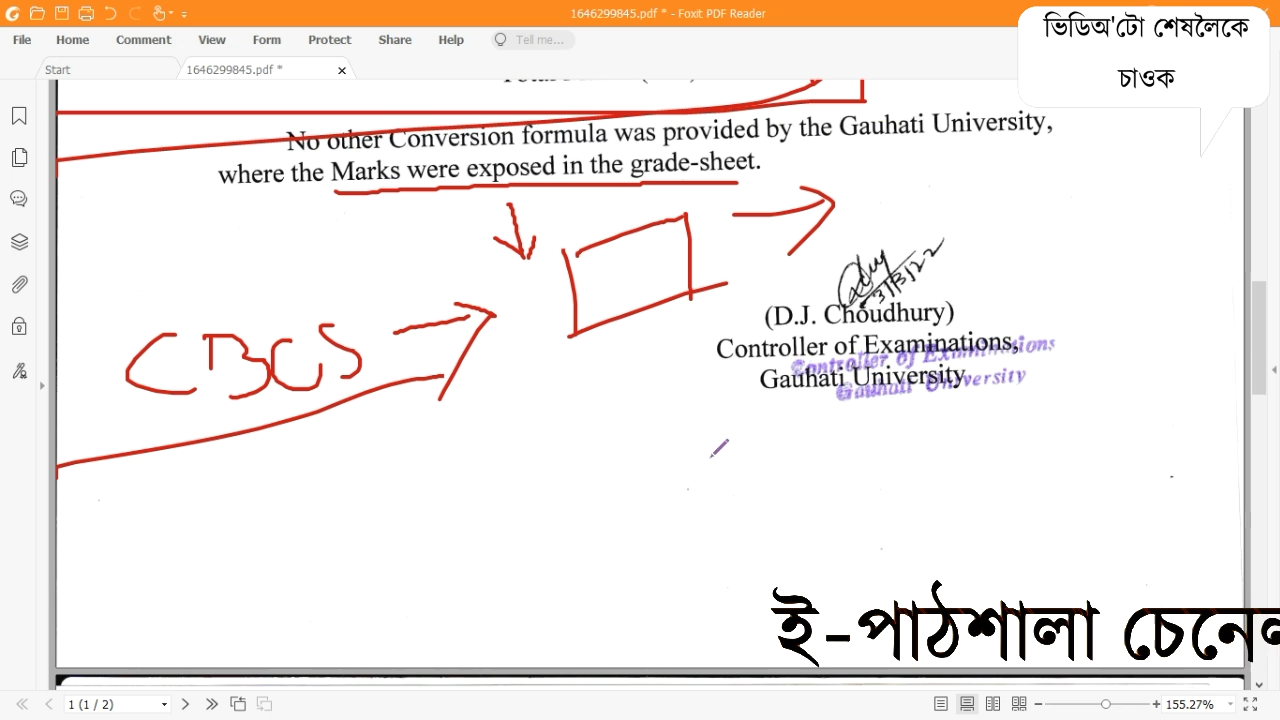 1646299845.pdf * - Foxit PDF Reader
File Home Comment View Form Protect Share Help Tell me...
ভিডিঅ'টো শেষলৈকে
চাওক
Start 1646299845.pdf *
No other Conversion formula was provided by the Gauhati University,
where the Marks were exposed in the grade-sheet.
3/3/22
(D.J. Choudhury)
Controller of Examinations,
Gauhati University
Controller of Examinations
Gauhati University
CBCS
ই-পাঠশালা চেনেল
1 (1 / 2) 155.27%